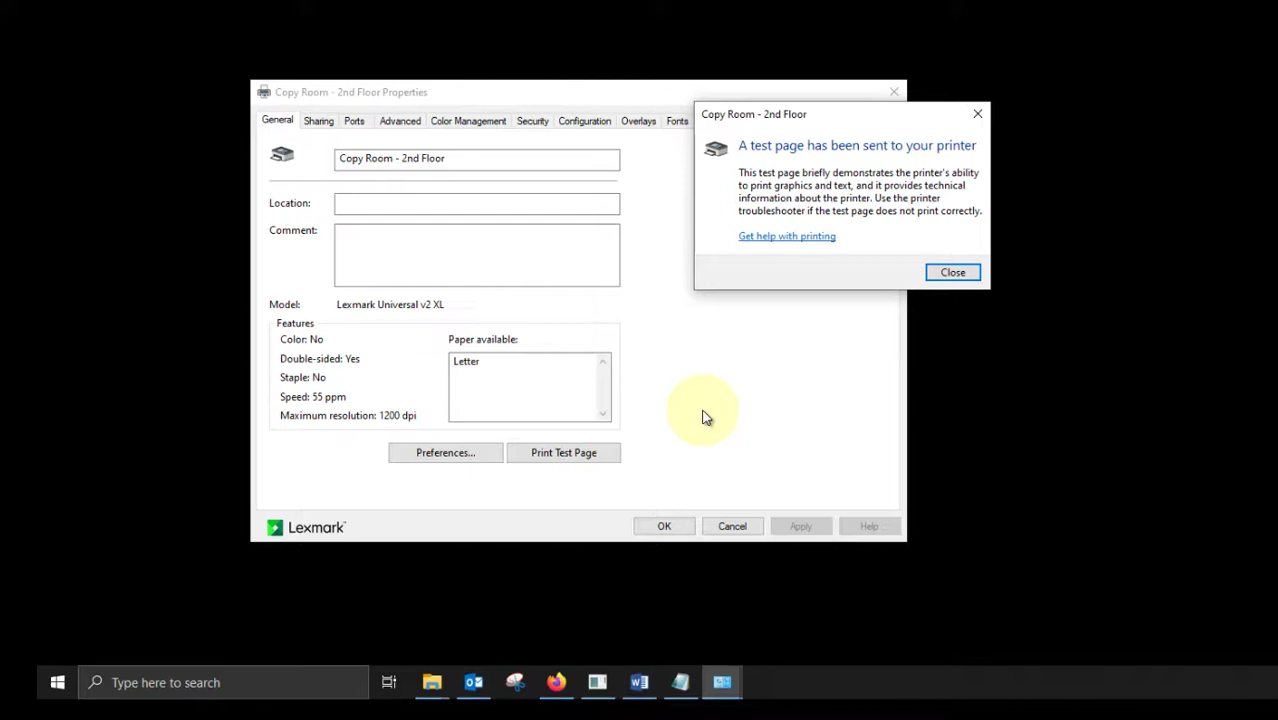 Copy Room - 2nd Floor Properties
General Sharing Ports Advanced Color Management Security Configuration Overlays Fonts
Copy Room - 2nd Floor
Location:
Comment:
Model: Lexmark Universal v2 XL
Features
Color: No
Double-sided: Yes
Staple: No
Speed: 55 ppm
Maximum resolution: 1200 dpi
Paper available:
Letter
Preferences... Print Test Page
Lexmark™
OK Cancel Apply Help
Copy Room - 2nd Floor
A test page has been sent to your printer
This test page briefly demonstrates the printer's ability
to print graphics and text, and it provides technical
information about the printer. Use the printer
troubleshooter if the test page does not print correctly.
Get help with printing
Close
Type here to search